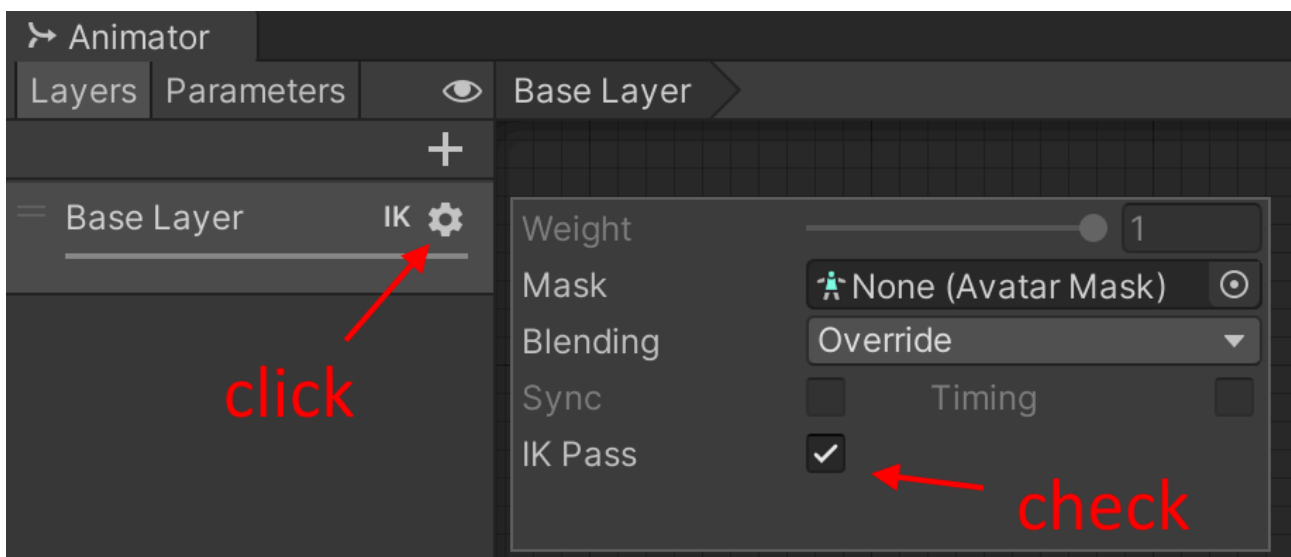 Animator
Layers Parameters Base Layer
+
Base Layer IK
Weight 1
Mask None (Avatar Mask)
Blending Override
click
Sync Timing
IK Pass
check